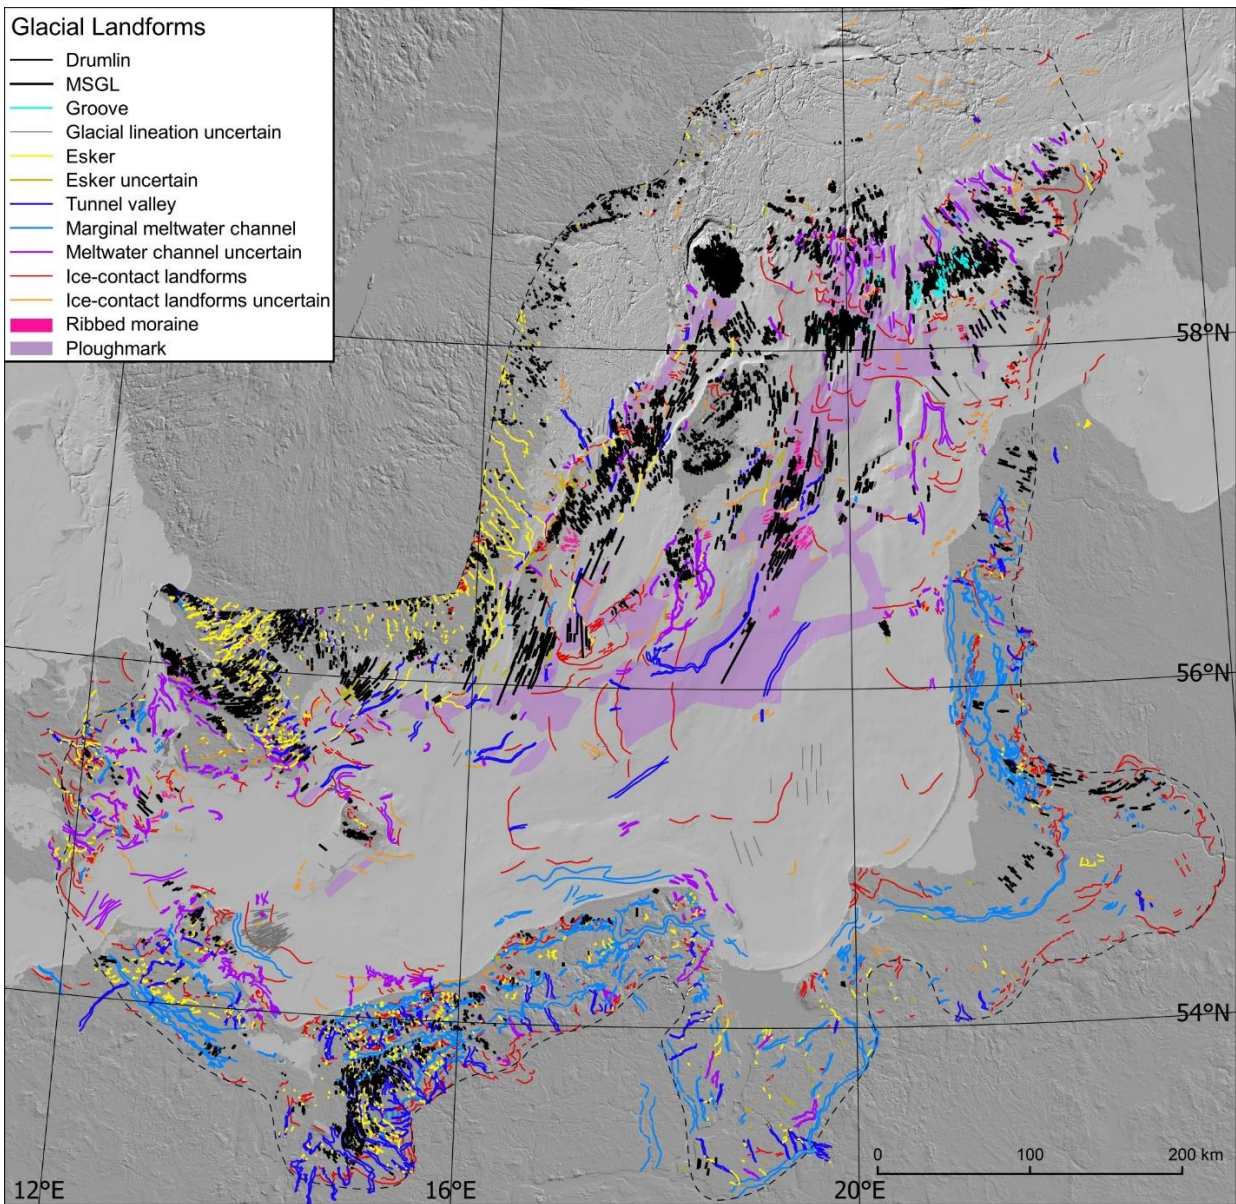 Glacial Landforms
Drumlin
MSGL
Groove
Glacial lineation uncertain
Esker
Esker uncertain
Tunnel valley
Marginal meltwater channel
Meltwater channel uncertain
Ice-contact landforms
Ice-contact landforms uncertain
Ribbed moraine
Ploughmark
58°N
56°N
54°N
0 100 200 km
12°E 16°E 20°E